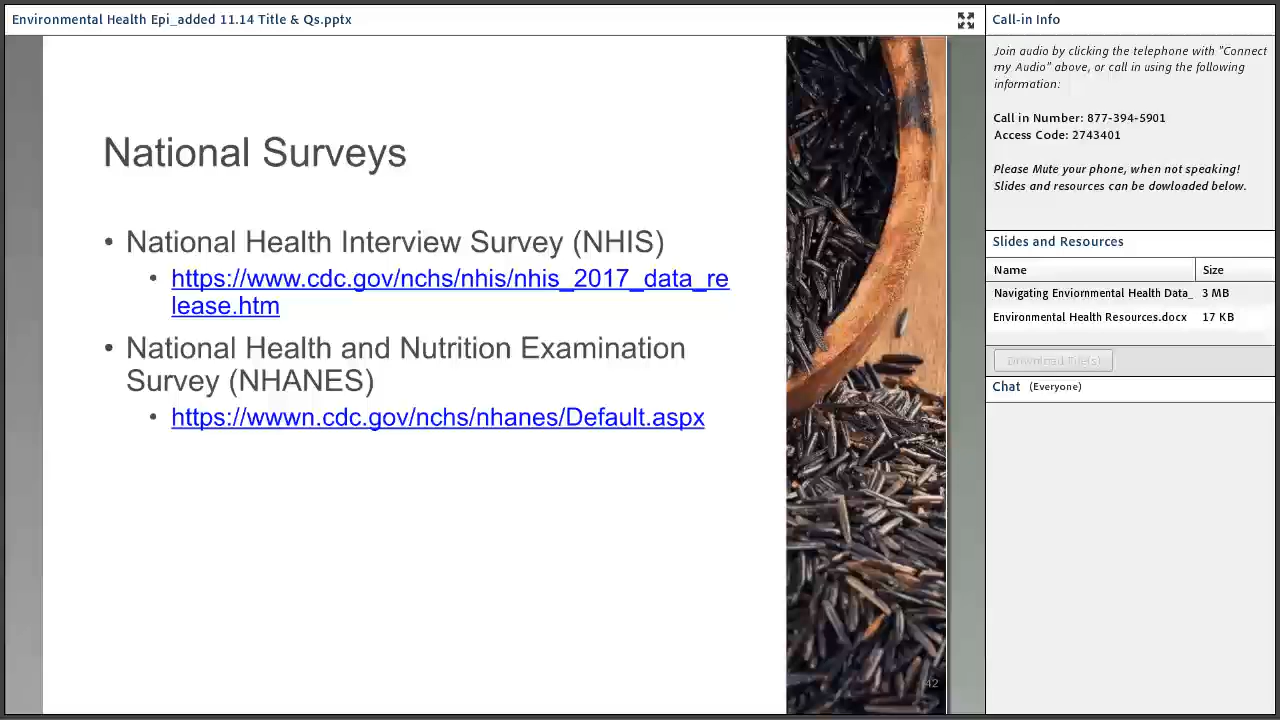 Environmental Health Epi_added 11.14 Title & Qs.pptx
National Surveys
• National Health Interview Survey (NHIS)
• https://www.cdc.gov/nchs/nhis/nhis_2017_data_re
lease.htm
• National Health and Nutrition Examination
Survey (NHANES)
• https://wwwn.cdc.gov/nchs/nhanes/Default.aspx
42
Call-in Info
Join audio by clicking the telephone with "Connect
my Audio" above, or call in using the following
information:
Call in Number: 877-394-5901
Access Code: 2743401
Please Mute your phone, when not speaking!
Slides and resources can be dowloaded below.
Slides and Resources
Name Size
Navigating Enviornmental Health Data_ 3 MB
Environmental Health Resources.docx 17 KB
Download File(s)
Chat (Everyone)